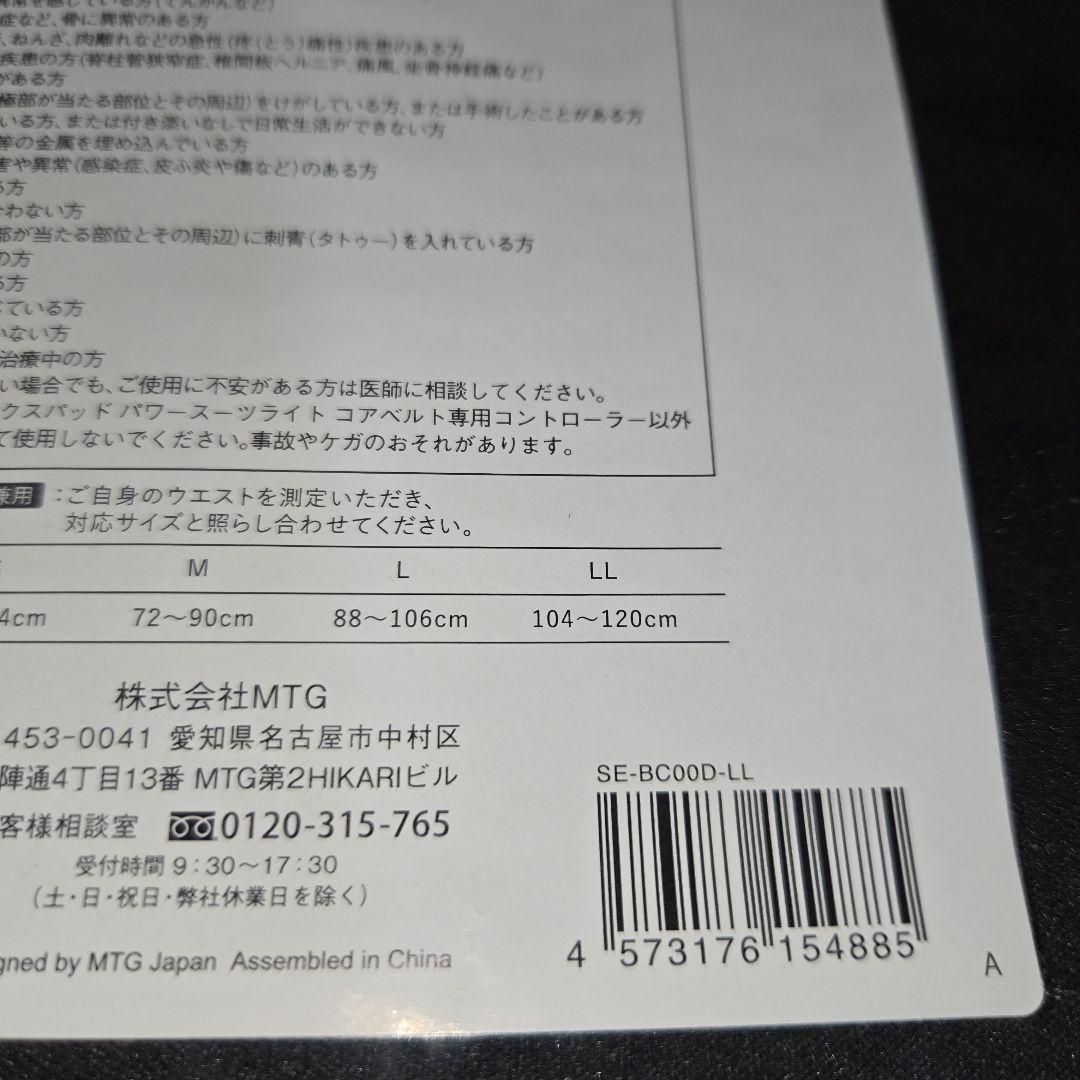 異常を感じている方(てんかんなど)
症など、骨に異常のある方
、ねんざ、肉離れなどの急性(疼(とう)痛性)疾患のある方
疾患の方(脊柱管狭窄症、椎間板ヘルニア、痛風、坐骨神経痛など)
がある方
極部が当たる部位とその周辺)をけがしている方、または手術したことがある方
いる方、または付き添いなしで日常生活ができない方
等の金属を埋め込んでいる方
害や異常(感染症、皮ふ炎や傷など)のある方
る方
合わない方
部が当たる部位とその周辺)に刺青(タトゥー)を入れている方
の方
る方
じている方
いない方
治療中の方
い場合でも、ご使用に不安がある方は医師に相談してください。
ックスパッド パワースーツライト コアベルト専用コントローラー以外
て使用しないでください。事故やケガのおそれがあります。
兼用:ご自身のウエストを測定いただき、
対応サイズと照らし合わせてください。
M L LL
4cm 72〜90cm 88〜106cm 104〜120cm
株式会社MTG
453-0041 愛知県名古屋市中村区
陣通4丁目13番 MTG第2HIKARIビル
客様相談室 0120-315-765
受付時間 9:30〜17:30
(土・日・祝日・弊社休業日を除く)
gned by MTG Japan Assembled in China
SE-BC00D-LL
4 573176 154885
A